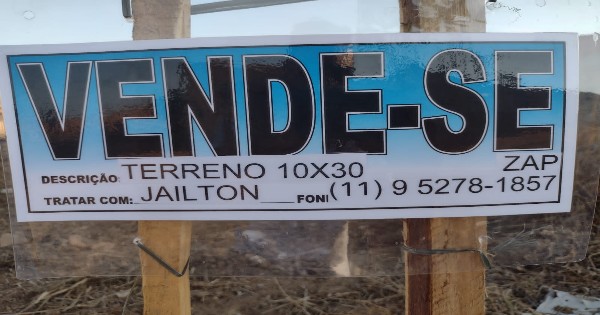 VENDE-SE
DESCRIÇÃO: TERRENO 10X30 ZAP
TRATAR COM: JAILTON FONE (11) 9 5278-1857